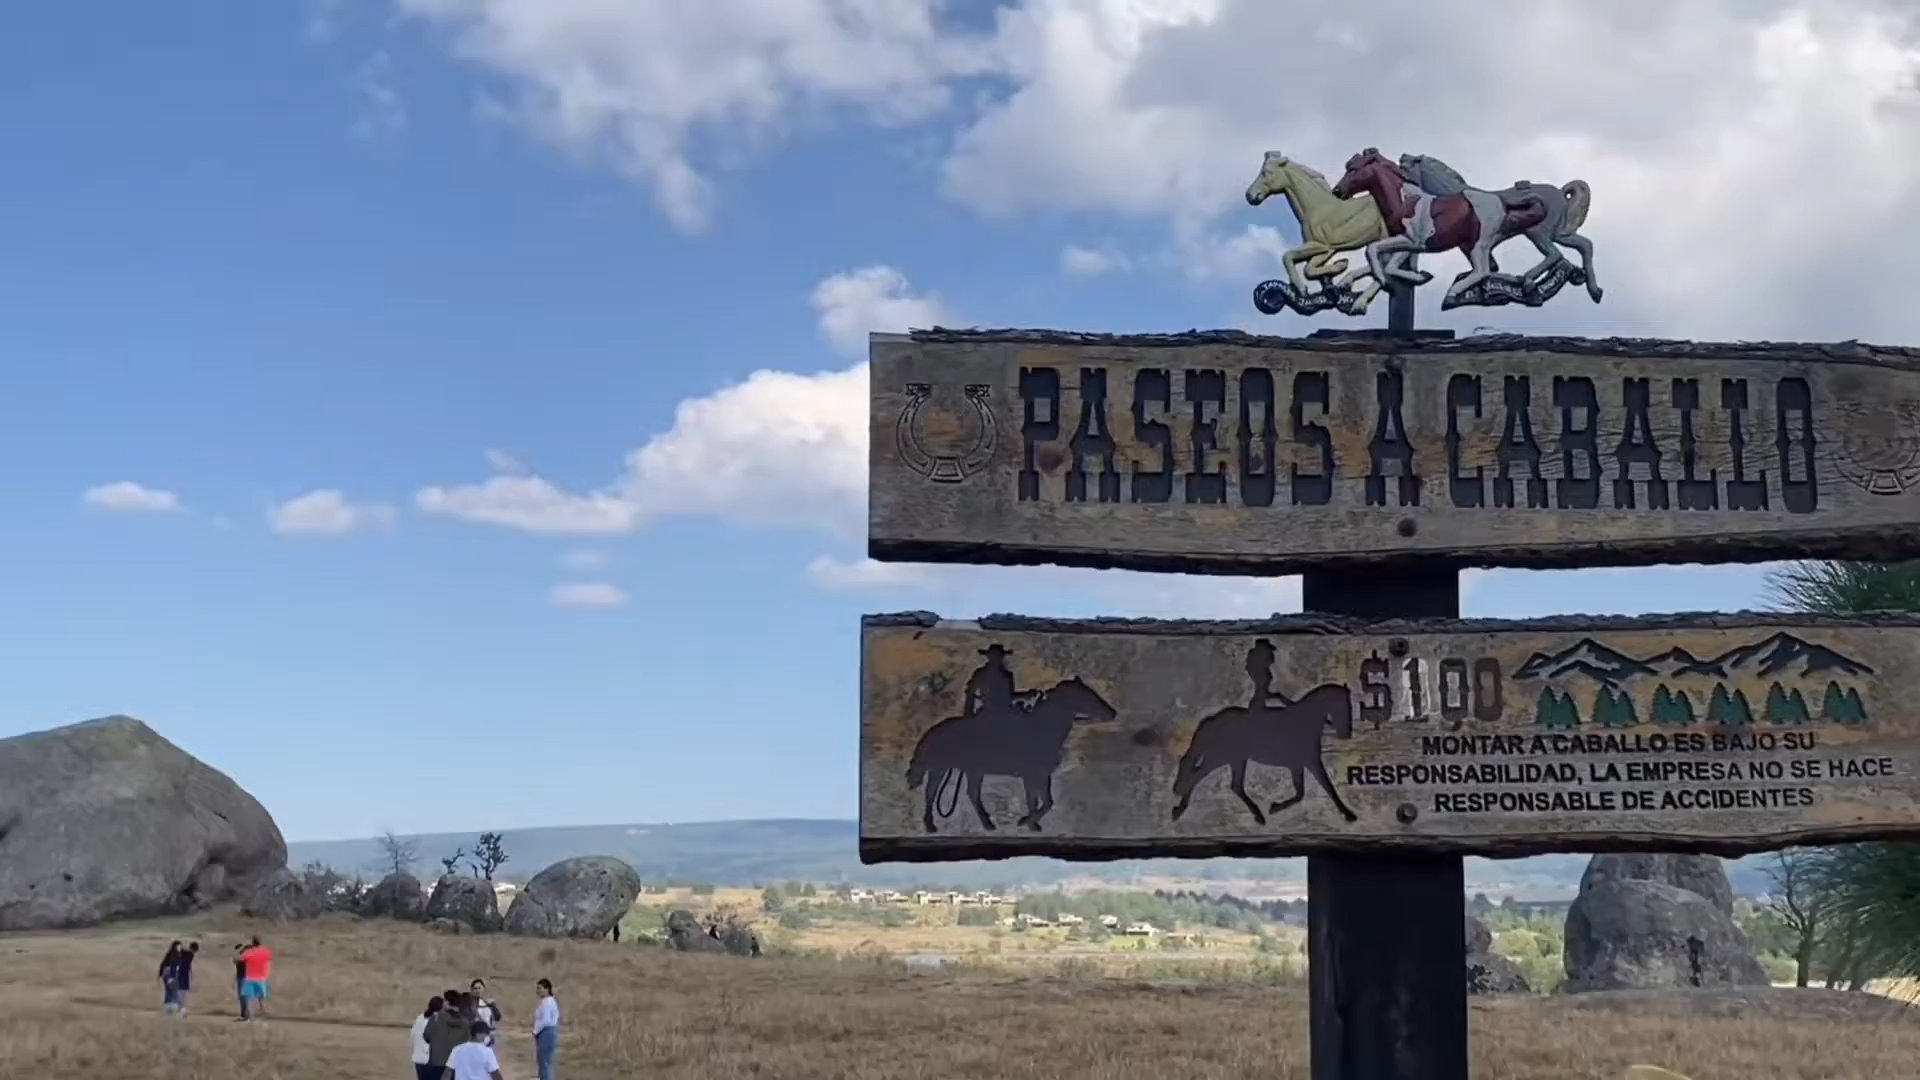 PASEOS A CABALLO
$100
MONTAR A CABALLO ES BAJO SU
RESPONSABILIDAD, LA EMPRESA NO SE HACE
RESPONSABLE DE ACCIDENTES